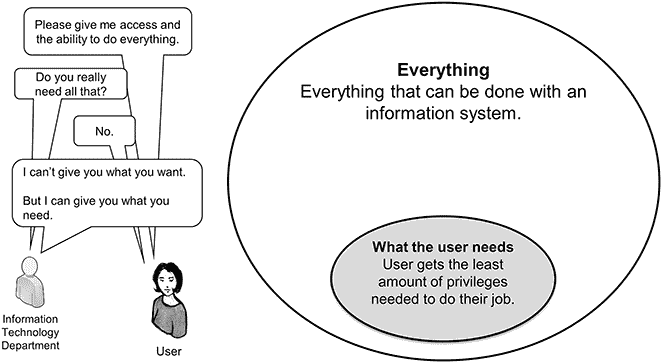 Please give me access and
the ability to do everything.
Do you really
need all that?
No.
I can't give you what you want.
But I can give you what you
need.
Information
Technology
Department
User
Everything
Everything that can be done with an
information system.
What the user needs
User gets the least
amount of privileges
needed to do their job.